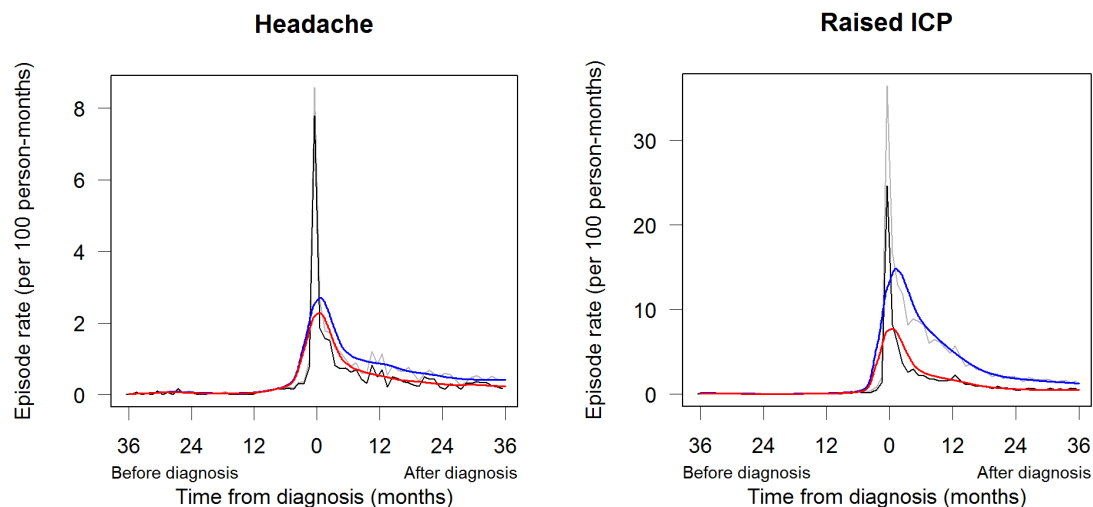 Headache
Episode rate (per 100 person-months)
8
6
4
2
0
36 24 12 0 12 24 36
Before diagnosis After diagnosis
Time from diagnosis (months)
Raised ICP
Episode rate (per 100 person-months)
30
20
10
0
36 24 12 0 12 24 36
Before diagnosis After diagnosis
Time from diagnosis (months)